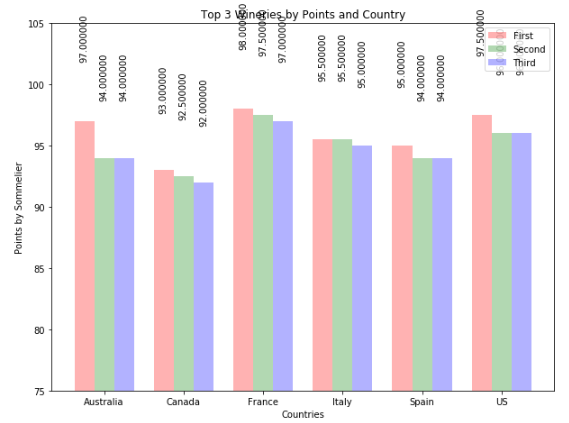 Top 3 Wineries by Points and Country
105
100
95
90
85
80
75
Points by Sommelier
97.000000
94.000000
94.000000
93.000000
92.500000
92.000000
98.000000
97.500000
97.000000
95.500000
95.500000
95.000000
95.000000
94.000000
94.000000
97.500000
First
Second
Third
Australia
Canada
France
Italy
Spain
US
Countries